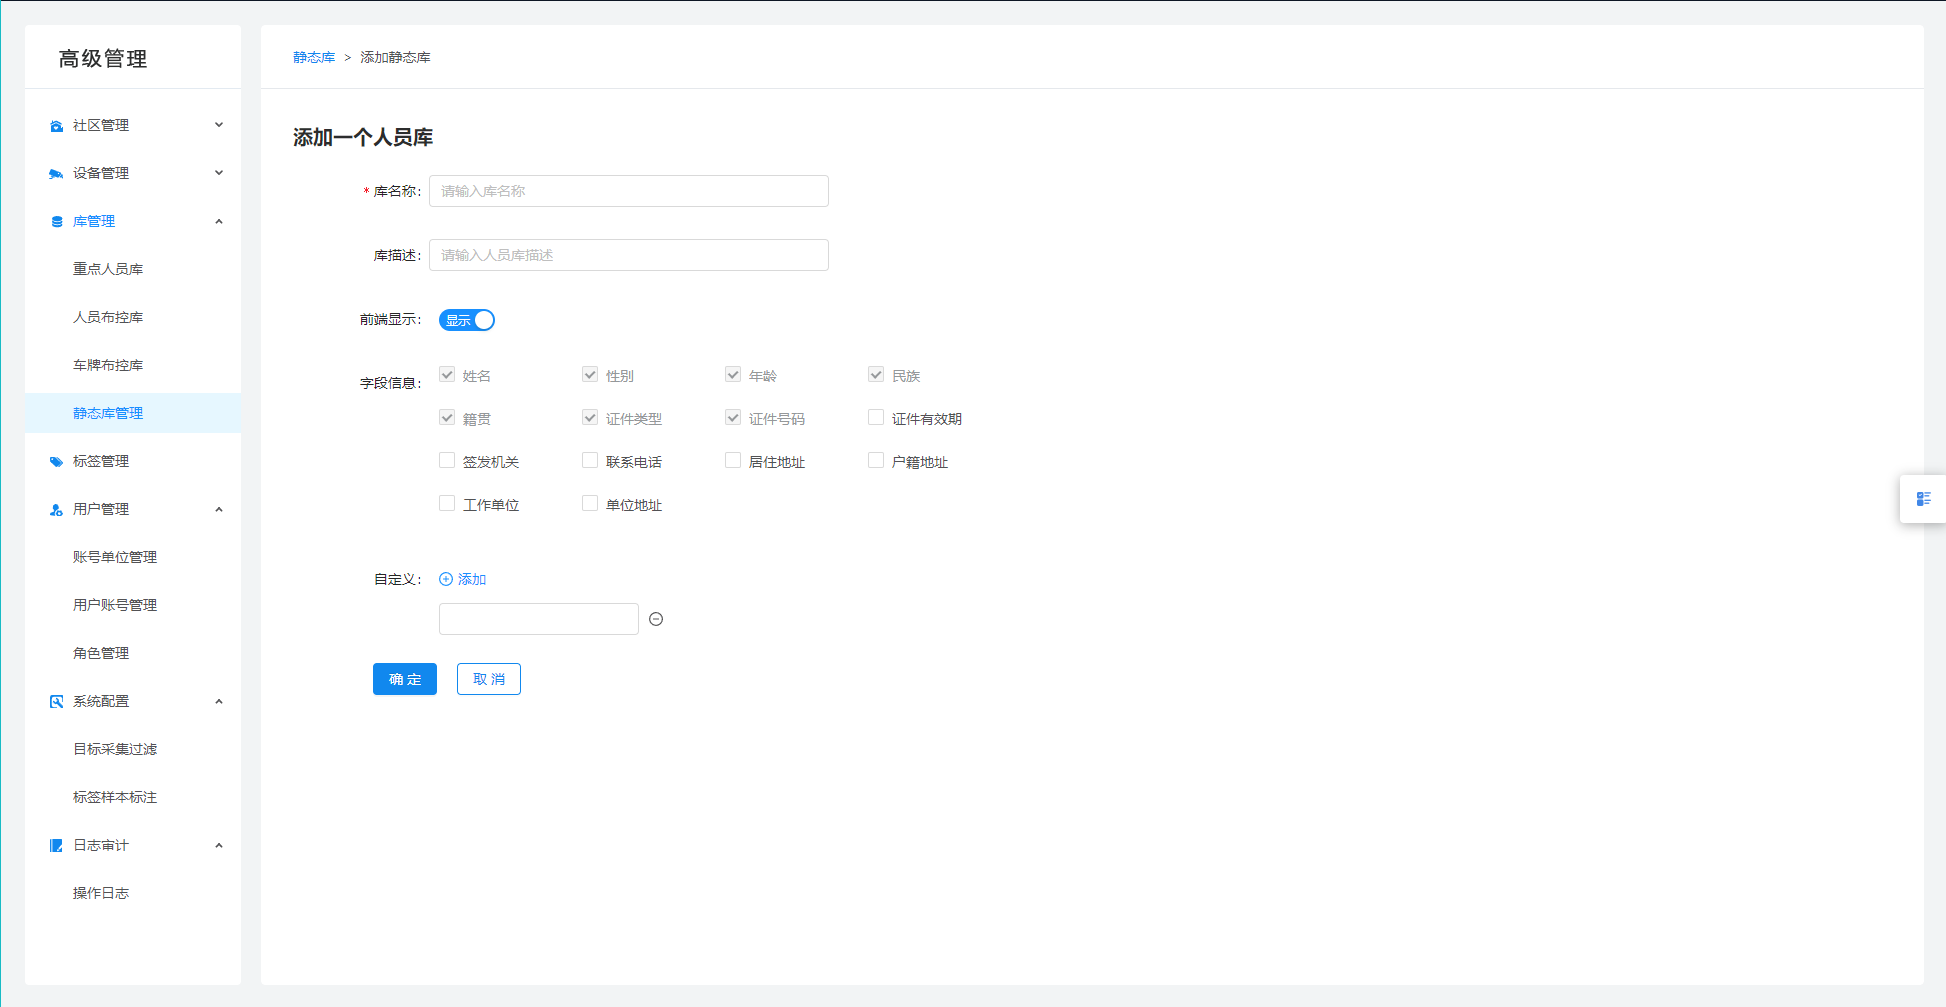 高级管理
社区管理
设备管理
库管理
重点人员库
人员布控库
车牌布控库
静态库管理
标签管理
用户管理
账号单位管理
用户账号管理
角色管理
系统配置
目标采集过滤
标签样本标注
日志审计
操作日志
静态库 > 添加静态库
添加一个人员库
* 库名称: 请输入库名称
库描述: 请输入人员库描述
前端显示: 显示
字段信息: 姓名 性别 年龄 民族
籍贯 证件类型 证件号码 证件有效期
签发机关 联系电话 居住地址 户籍地址
工作单位 单位地址
自定义: 添加
确 定 取 消